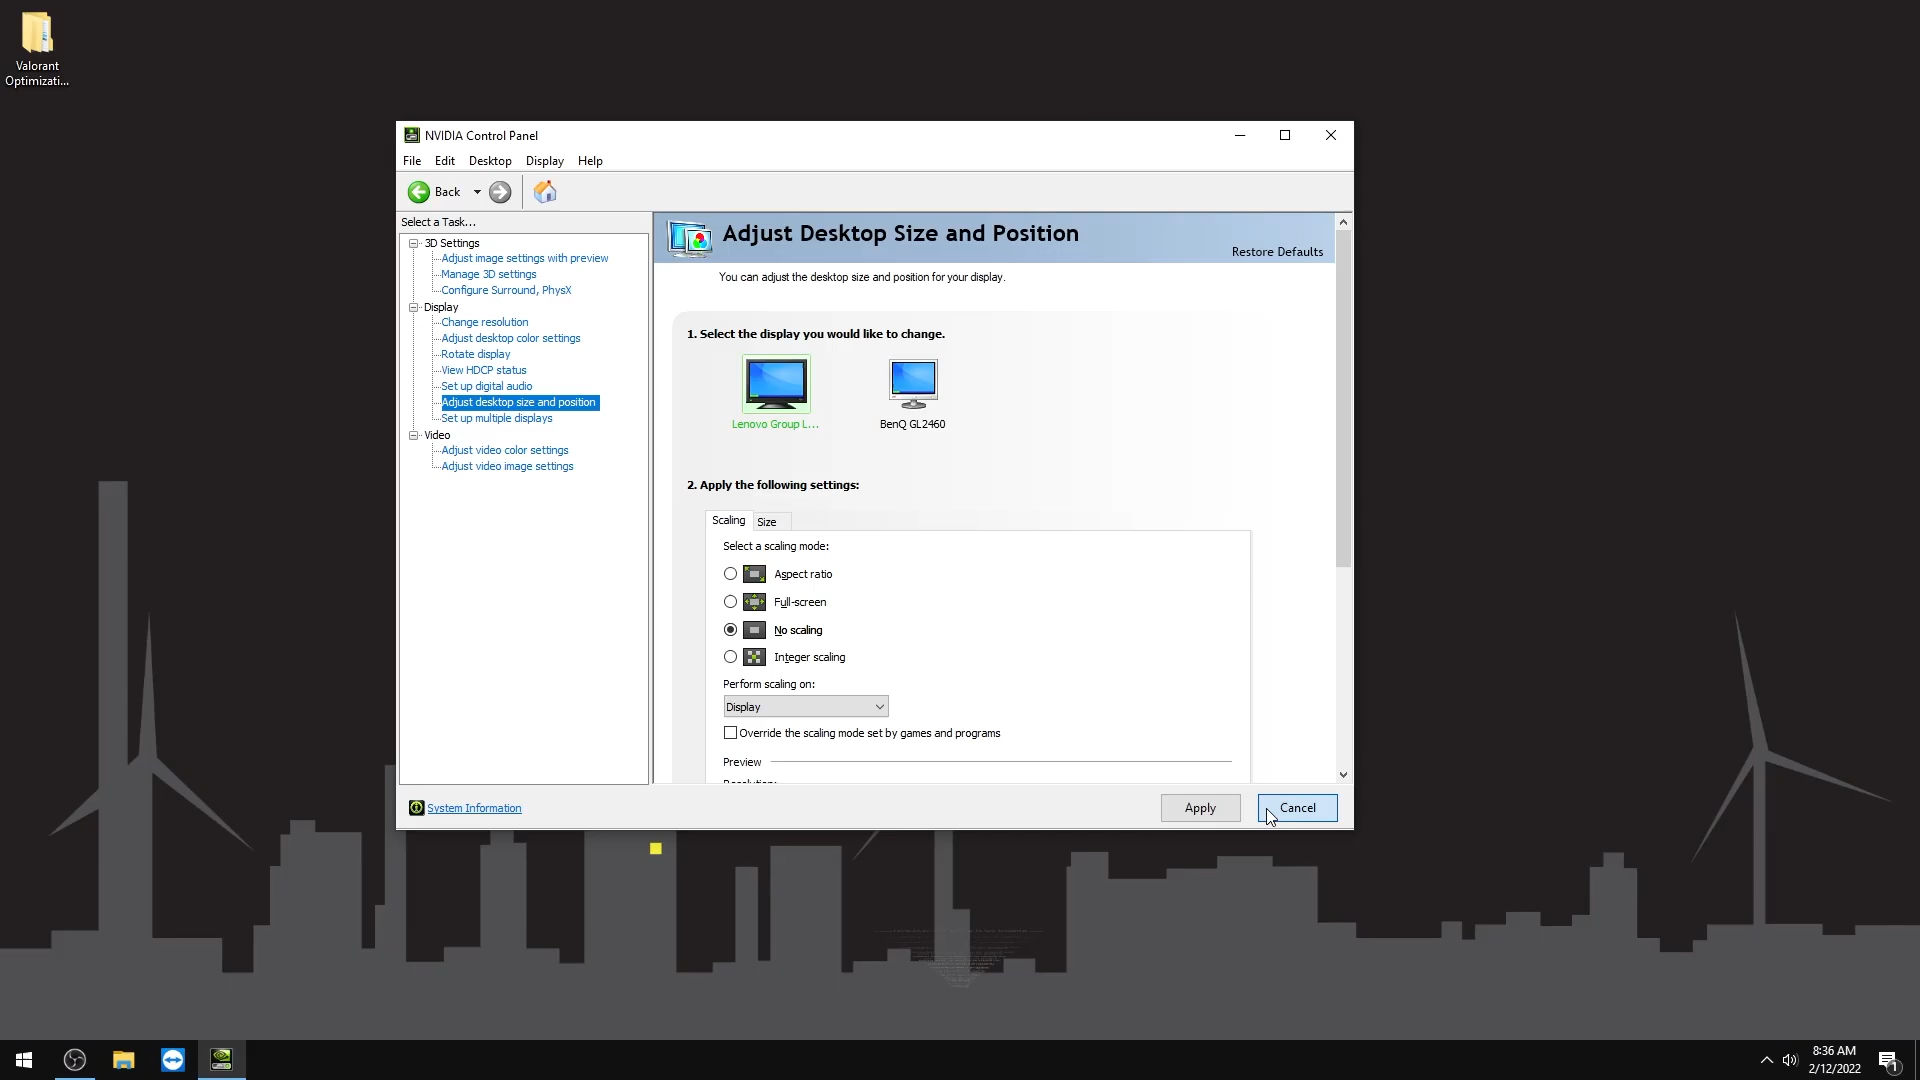 Valorant
Optimizati...
NVIDIA Control Panel
File Edit Desktop Display Help
Back
Select a Task...
3D Settings
Adjust image settings with preview
Manage 3D settings
Configure Surround, PhysX
Display
Change resolution
Adjust desktop color settings
Rotate display
View HDCP status
Set up digital audio
Adjust desktop size and position
Set up multiple displays
Video
Adjust video color settings
Adjust video image settings
System Information
Adjust Desktop Size and Position
Restore Defaults
You can adjust the desktop size and position for your display.
1. Select the display you would like to change.
Lenovo Group L... BenQ GL2460
2. Apply the following settings:
Scaling Size
Select a scaling mode:
Aspect ratio
Full-screen
No scaling
Integer scaling
Perform scaling on:
Display
Override the scaling mode set by games and programs
Preview
Resolution:
Apply Cancel
8:36 AM
2/12/2022
1